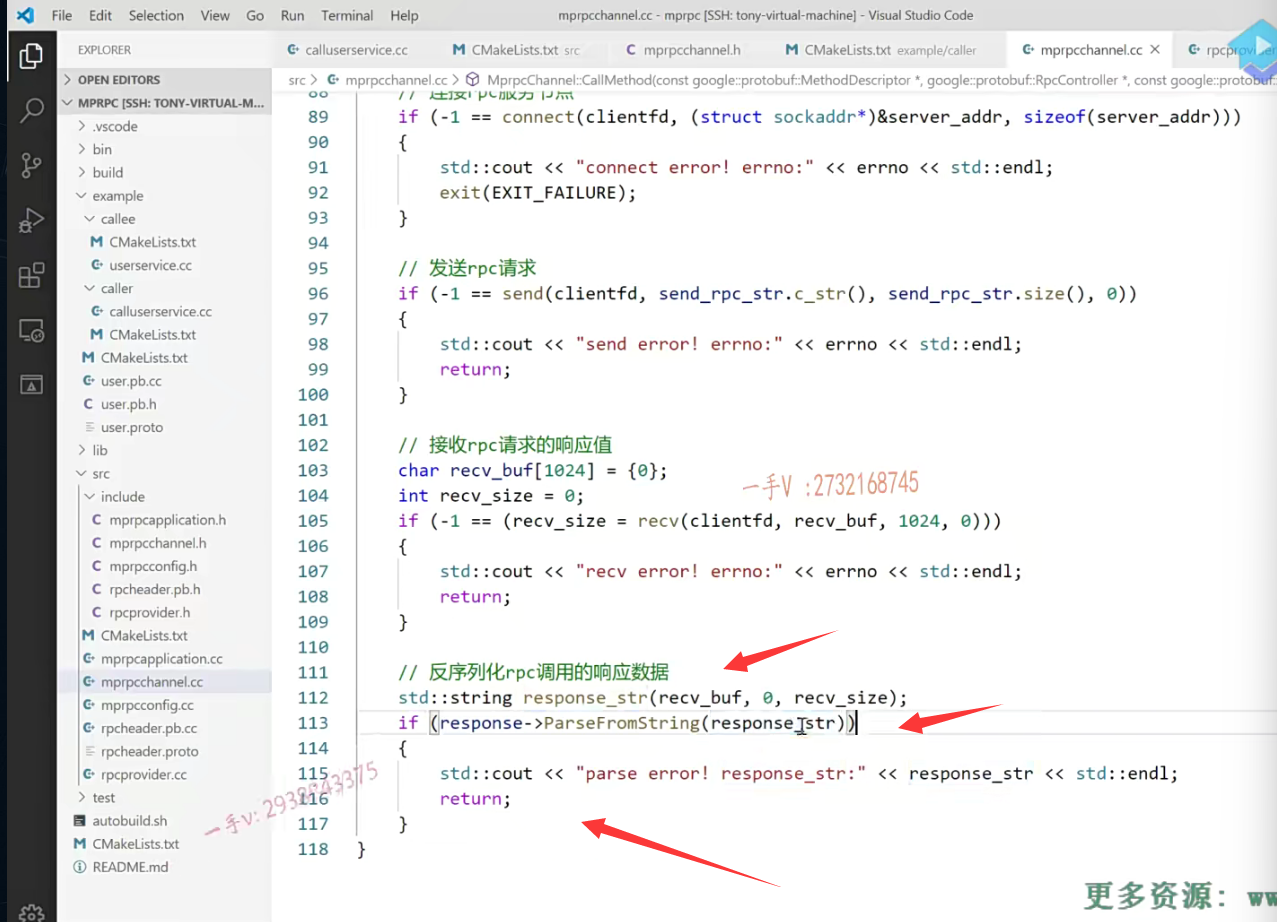 File Edit Selection View Go Run Terminal Help
mprpcchannel.cc - mprpc [SSH: tony-virtual-machine] - Visual Studio Code
EXPLORER
calluserservice.cc
CMakeLists.txt src
mprpcchannel.h
CMakeLists.txt example/caller
mprpcchannel.cc
src > mprpcchannel.cc > MprpcChannel::CallMethod(const google::protobuf::MethodDescriptor *, google::protobuf::RpcController *, const google::protobuf::
OPEN EDITORS
MPRPC [SSH: TONY-VIRTUAL-M...
.vscode
bin
build
example
callee
CMakeLists.txt
userservice.cc
caller
calluserservice.cc
CMakeLists.txt
CMakeLists.txt
user.pb.cc
user.pb.h
user.proto
lib
src
include
mprpcapplication.h
mprpcchannel.h
mprpcconfig.h
rpcheader.pb.h
rpcprovider.h
CMakeLists.txt
mprpcapplication.cc
mprpcchannel.cc
mprpcconfig.cc
rpcheader.pb.cc
rpcheader.proto
rpcprovider.cc
test
autobuild.sh
CMakeLists.txt
README.md
88 // 连接rpc服务节点
89 if (-1 == connect(clientfd, (struct sockaddr*)&server_addr, sizeof(server_addr)))
90 {
91 std::cout << "connect error! errno:" << errno << std::endl;
92 exit(EXIT_FAILURE);
93 }
94
95 // 发送rpc请求
96 if (-1 == send(clientfd, send_rpc_str.c_str(), send_rpc_str.size(), 0))
97 {
98 std::cout << "send error! errno:" << errno << std::endl;
99 return;
100 }
101
102 // 接收rpc请求的响应值
103 char recv_buf[1024] = {0};
104 int recv_size = 0;
105 if (-1 == (recv_size = recv(clientfd, recv_buf, 1024, 0)))
106 {
107 std::cout << "recv error! errno:" << errno << std::endl;
108 return;
109 }
110
111 // 反序列化rpc调用的响应数据
112 std::string response_str(recv_buf, 0, recv_size);
113 if (response->ParseFromString(response_str))
114 {
115 std::cout << "parse error! response_str:" << response_str << std::endl;
116 return;
117 }
118 }
一手V :2732168745
更多资源: